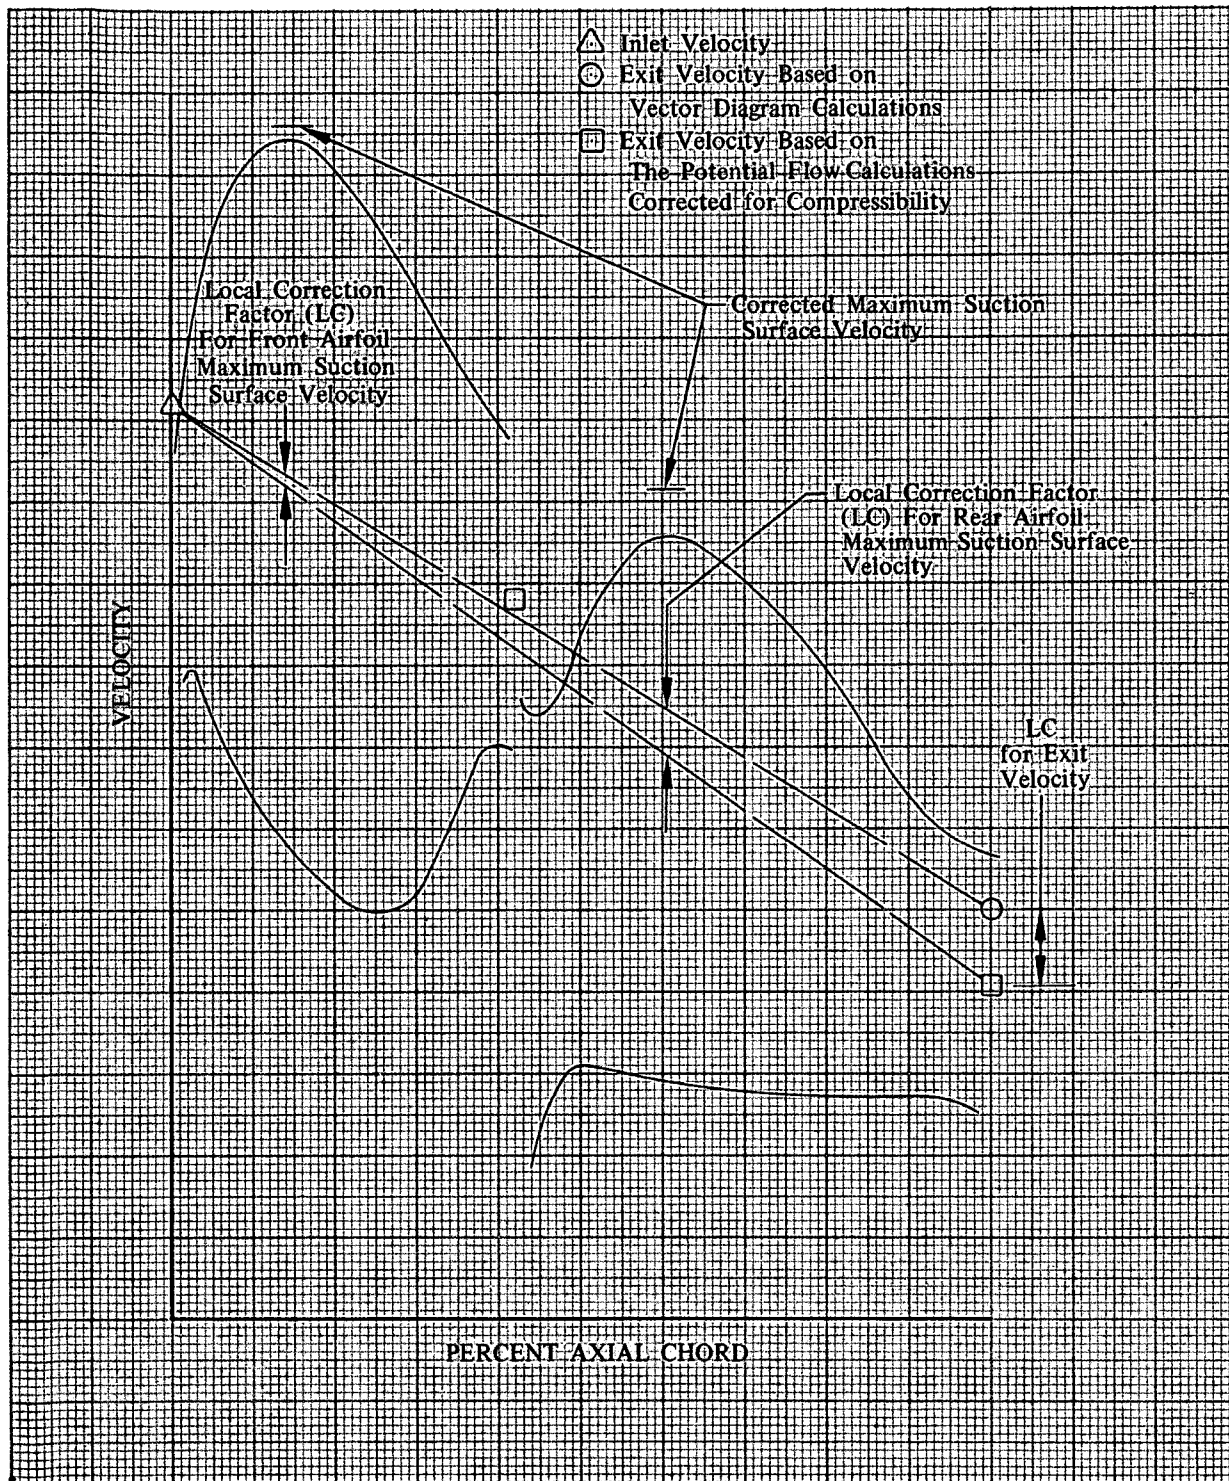 Inlet Velocity
Exit Velocity Based on
Vector Diagram Calculations
Exit Velocity Based on
The Potential Flow Calculations
Corrected for Compressibility
Local Correction
Factor (LC)
For Front Airfoil
Maximum Suction
Surface Velocity
Corrected Maximum Suction
Surface Velocity
Local Correction Factor
(LC) For Rear Airfoil
Maximum Suction Surface
Velocity
VELOCITY
LC
for Exit
Velocity
PERCENT AXIAL CHORD